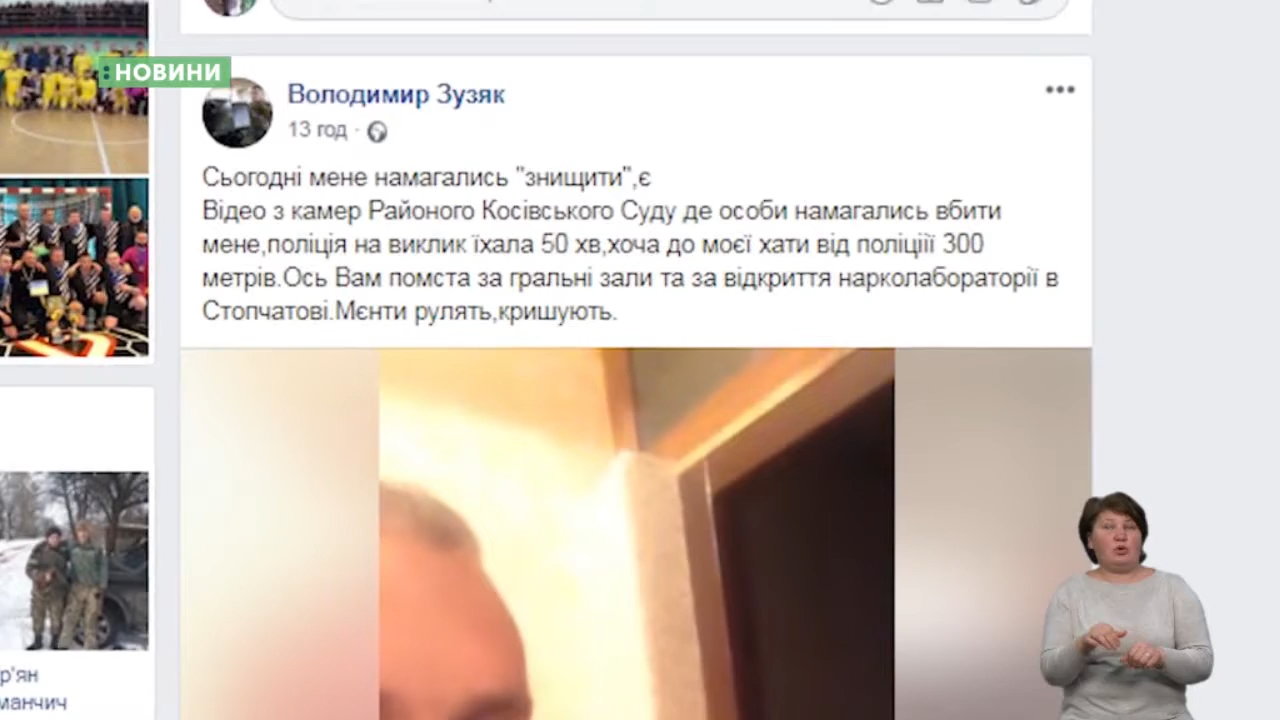 :НОВИНИ
Володимир Зузяк
13 год ·
Сьогодні мене намагались "знищити",є
Відео з камер Районого Косівського Суду де особи намагались вбити
мене,поліція на виклик їхала 50 хв,хоча до моєї хати від поліціії 300
метрів.Ось Вам помста за гральні зали та за відкриття нарколабораторії в
Стопчатові.Мєнти рулять,кришують.
р'ян
манчич